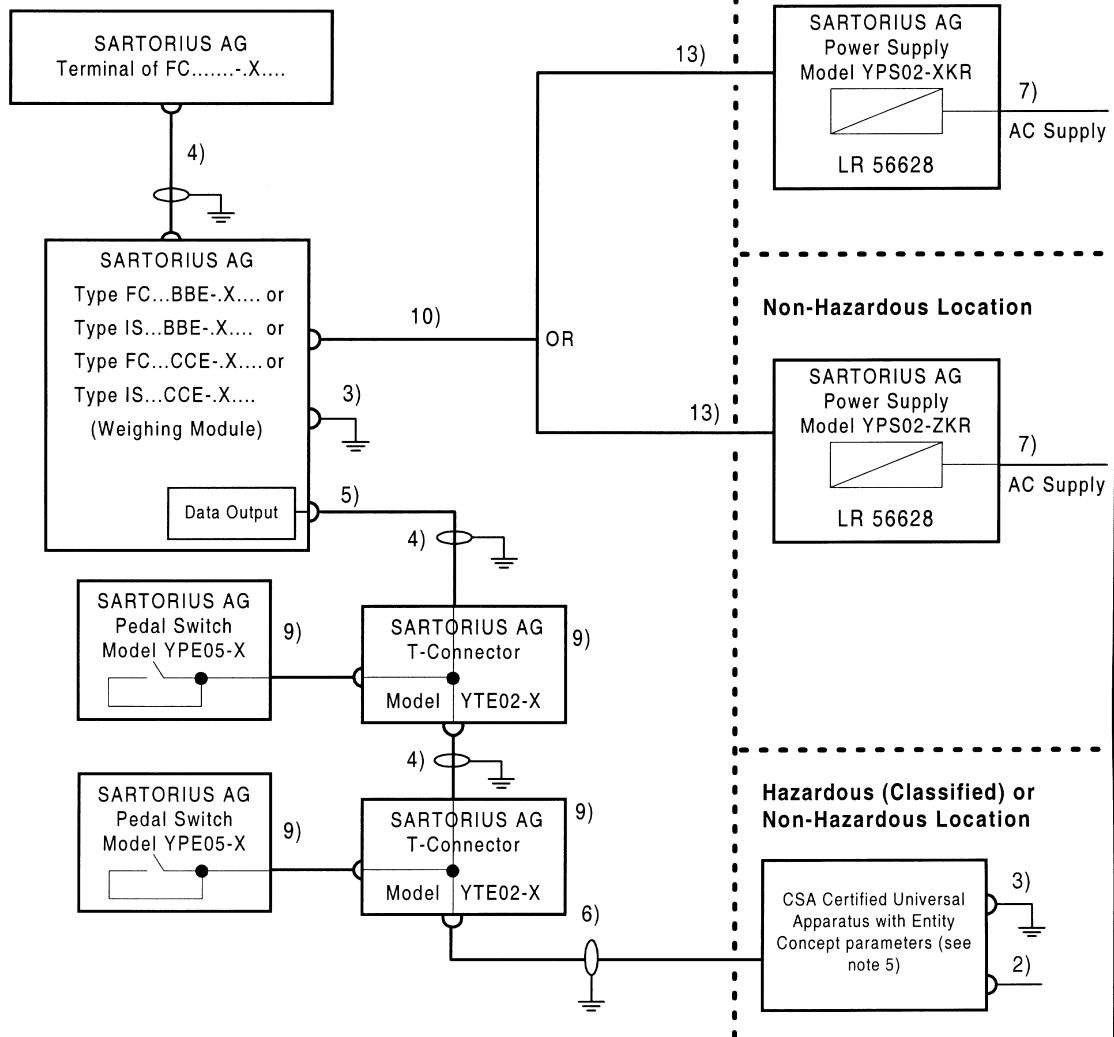 SARTORIUS AG
Terminal of FC.......-.X....
4)
SARTORIUS AG
Type FC...BBE-.X.... or
Type IS...BBE-.X.... or
Type FC...CCE-.X.... or
Type IS...CCE-.X....
(Weighing Module)
Data Output
3)
5)
10)
OR
13)
13)
SARTORIUS AG
Power Supply
Model YPS02-XKR
LR 56628
7)
AC Supply
Non-Hazardous Location
SARTORIUS AG
Power Supply
Model YPS02-ZKR
LR 56628
7)
AC Supply
4)
SARTORIUS AG
Pedal Switch
Model YPE05-X
9)
SARTORIUS AG
T-Connector
Model YTE02-X
9)
4)
SARTORIUS AG
Pedal Switch
Model YPE05-X
9)
SARTORIUS AG
T-Connector
Model YTE02-X
9)
6)
Hazardous (Classified) or
Non-Hazardous Location
CSA Certified Universal
Apparatus with Entity
Concept parameters (see
note 5)
3)
2)